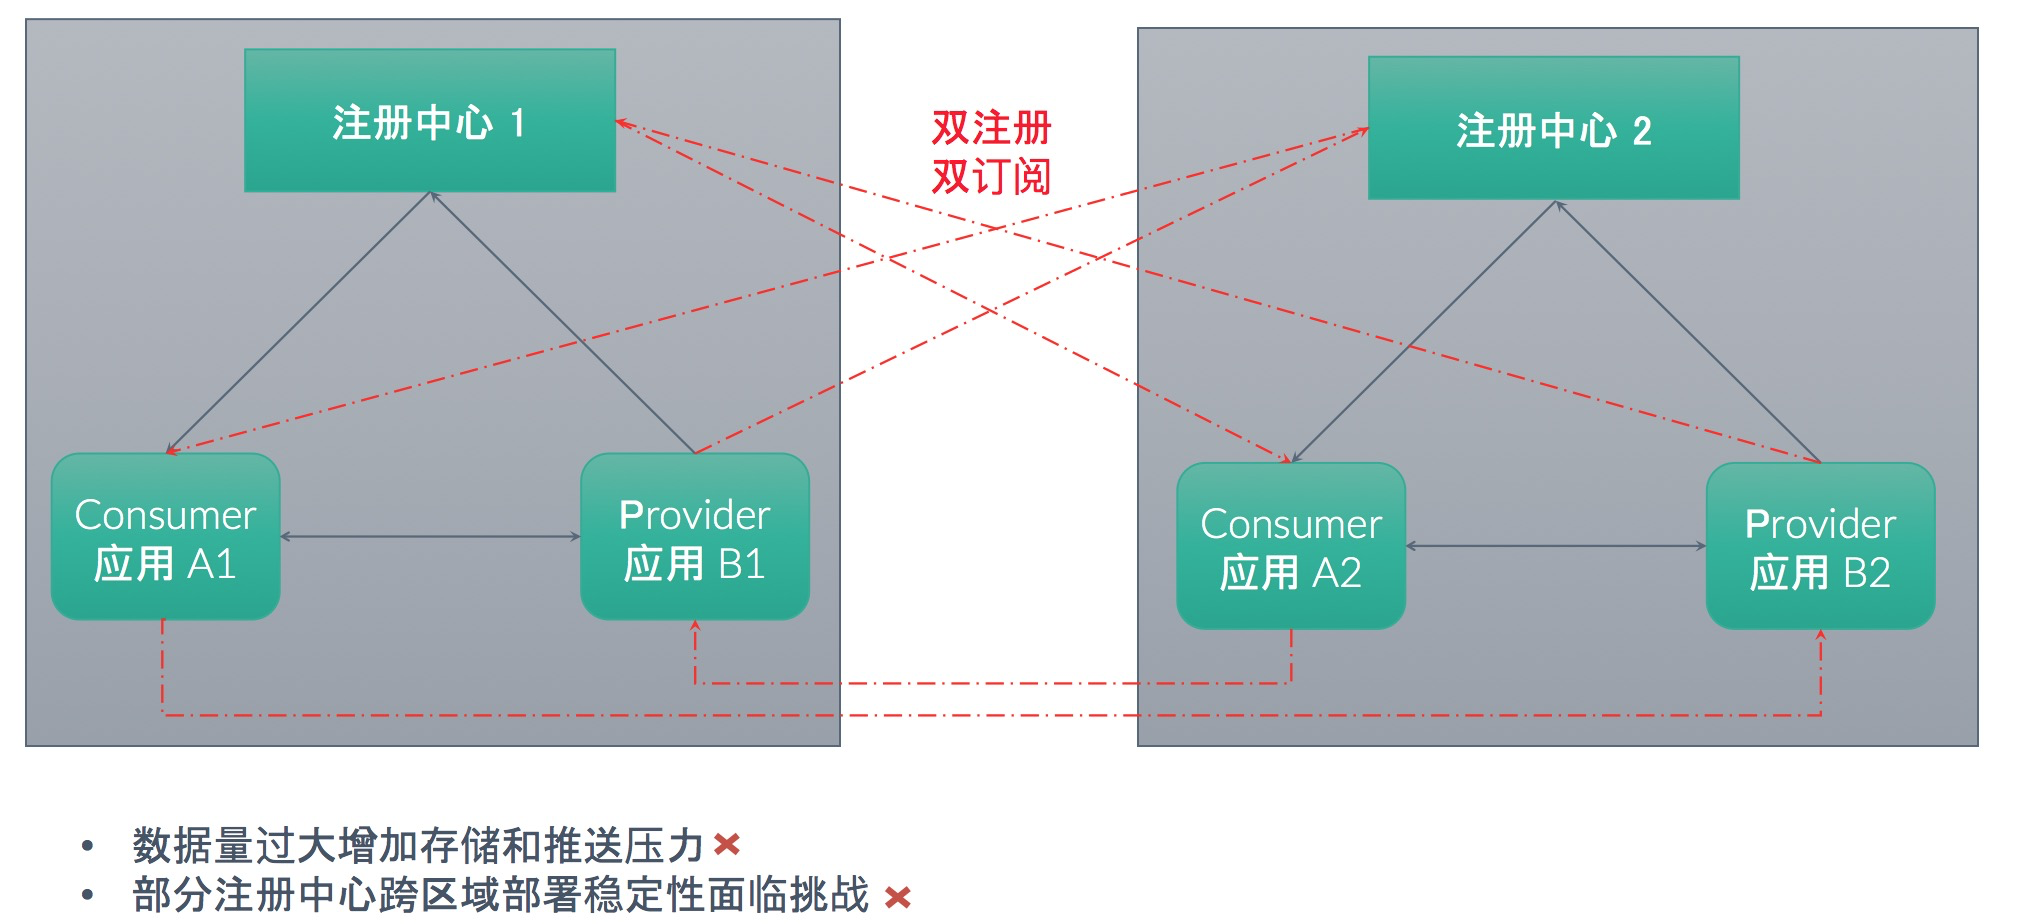 注册中心 1
双注册
双订阅
注册中心 2
Consumer
应用 A1
Provider
应用 B1
Consumer
应用 A2
Provider
应用 B2
• 数据量过大增加存储和推送压力
• 部分注册中心跨区域部署稳定性面临挑战